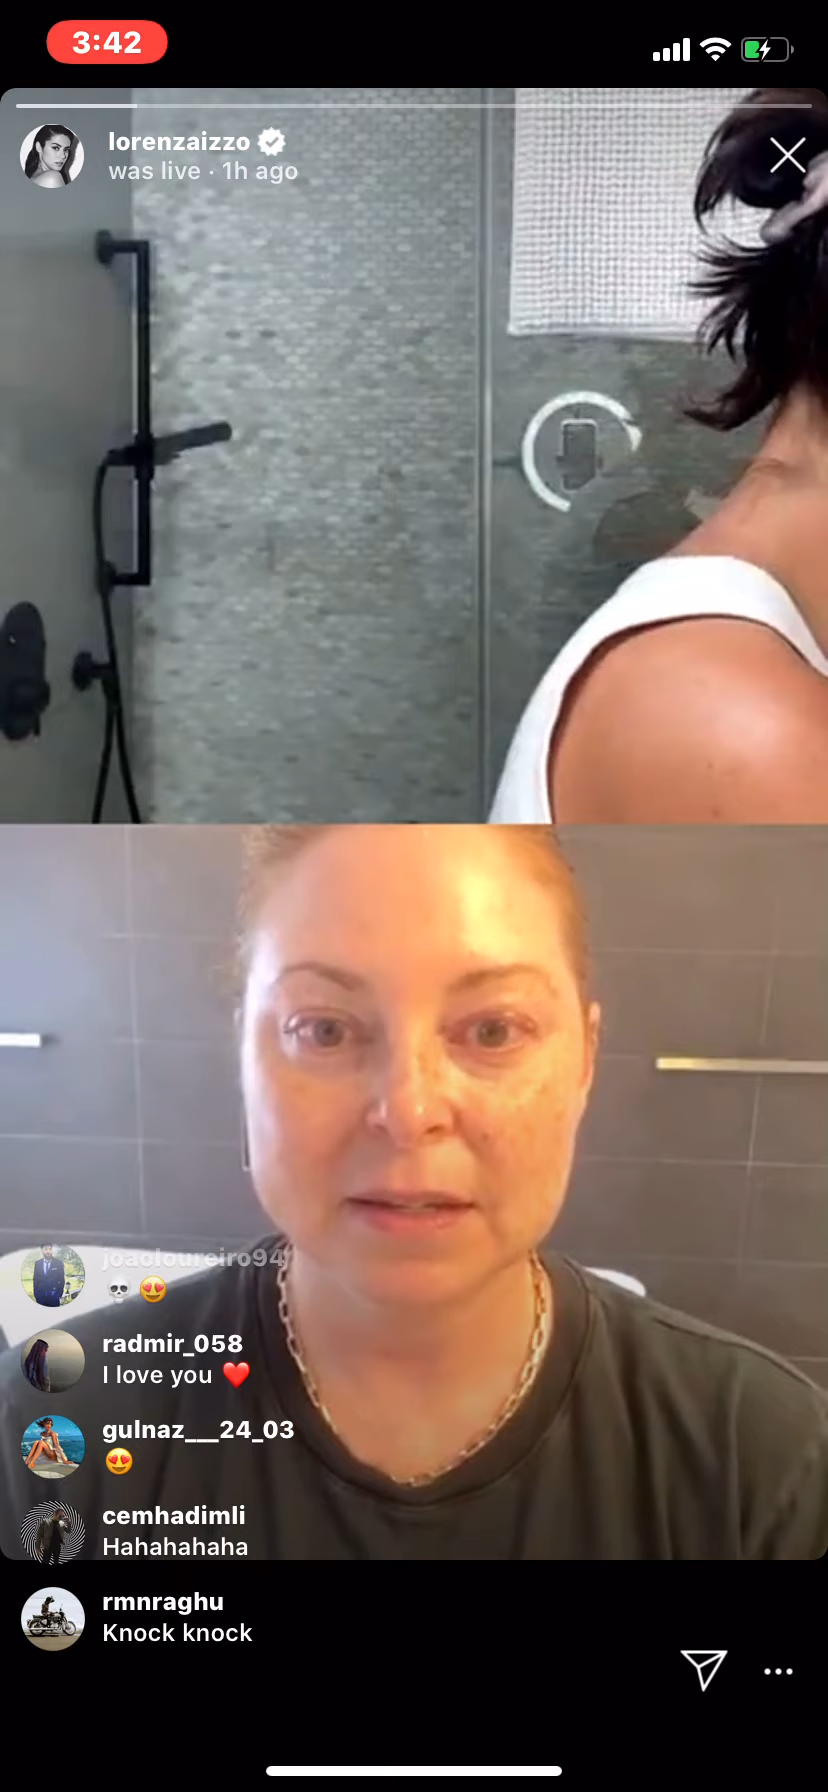 3:42
lorenzaizzo
was live · 1h ago
joaoloureiro94
💀 😍
radmir_058
I love you ❤️
gulnaz___24_03
😍
cemhadimli
Hahahahaha
rmnraghu
Knock knock